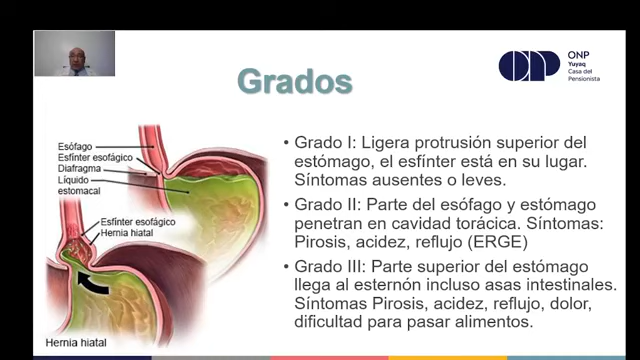 ONP
ONP
Yuyaq
Casa del
Pensionista
Grados
Esófago
Esfínter esofágico
Diafragma
Líquido
estomacal
Esfínter esofágico
Hernia hiatal
Hernia hiatal
• Grado I: Ligera protrusión superior del
estómago, el esfínter está en su lugar.
Síntomas ausentes o leves.
• Grado II: Parte del esófago y estómago
penetran en cavidad torácica. Síntomas:
Pirosis, acidez, reflujo (ERGE)
• Grado III: Parte superior del estómago
llega al esternón incluso asas intestinales.
Síntomas Pirosis, acidez, reflujo, dolor,
dificultad para pasar alimentos.